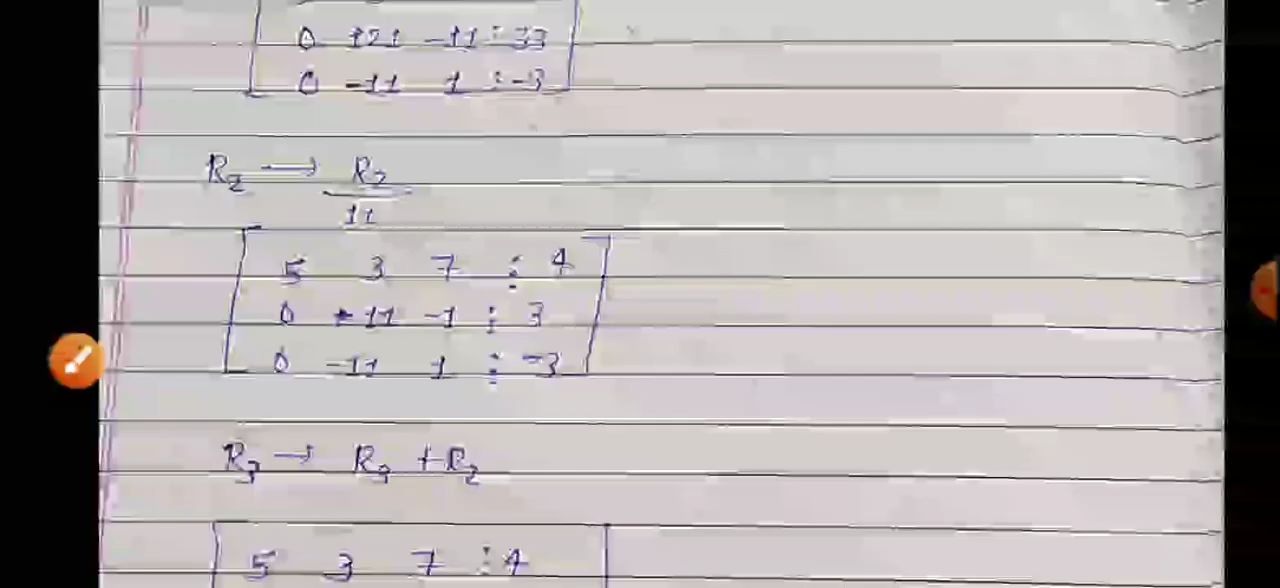 0 121 -11 : 33
0 -11 1 : -3
R2 → R2
11
5 3 7 : 4
0 11 -1 : 3
0 -11 1 : -3
R3 → R3 + R2
5 3 7 : 4